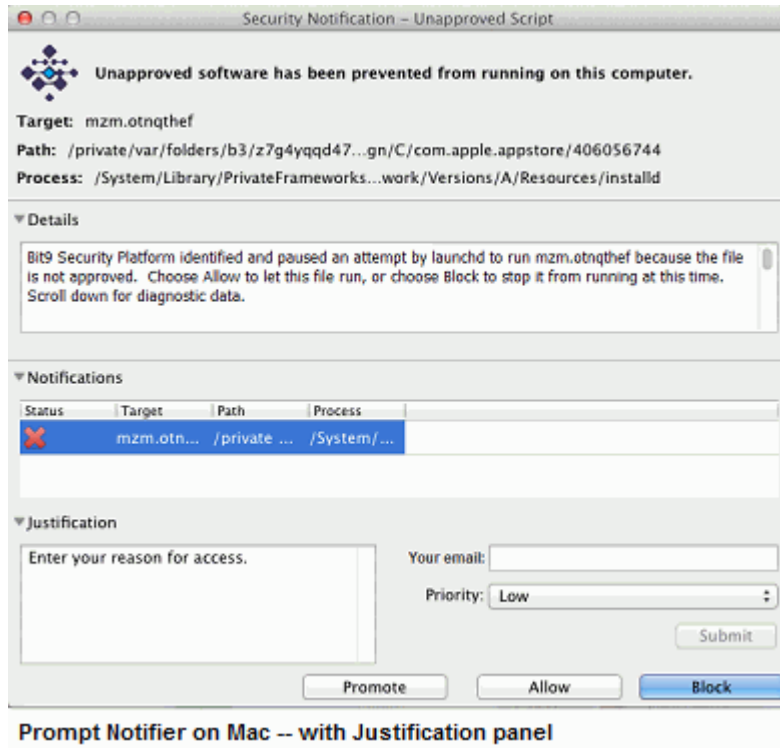 Security Notification – Unapproved Script
Unapproved software has been prevented from running on this computer.
Target: mzm.otnqthef
Path: /private/var/folders/b3/z7g4yqqd47...gn/C/com.apple.appstore/406056744
Process: /System/Library/PrivateFrameworks...work/Versions/A/Resources/installd
Details
Bit9 Security Platform identified and paused an attempt by launchd to run mzm.otnqthef because the file
is not approved. Choose Allow to let this file run, or choose Block to stop it from running at this time.
Scroll down for diagnostic data.
Notifications
Status Target Path Process
mzm.otn... /private ... /System/...
Justification
Enter your reason for access.
Your email:
Priority: Low
Submit
Promote Allow Block
Prompt Notifier on Mac -- with Justification panel